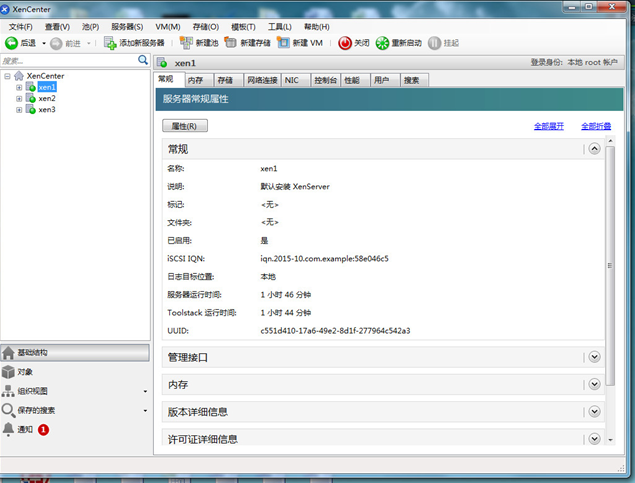 XenCenter
文件(F) 查看(V) 池(P) 服务器(S) VM(M) 存储(O) 模板(T) 工具(L) 帮助(H)
后退 前进 添加新服务器 新建池 新建存储 新建 VM 关闭 重新启动 挂起
搜索...
XenCenter
xen1
xen2
xen3
基础结构
对象
组织视图
保存的搜索
通知 1
xen1 登录身份: 本地 root 帐户
常规 内存 存储 网络连接 NIC 控制台 性能 用户 搜索
服务器常规属性
属性(R) 全部展开 全部折叠
常规
名称: xen1
说明: 默认安装 XenServer
标记: <无>
文件夹: <无>
已启用: 是
iSCSI IQN: iqn.2015-10.com.example:58e046c5
日志目标位置: 本地
服务器运行时间: 1 小时 46 分钟
Toolstack 运行时间: 1 小时 44 分钟
UUID: c551d410-17a6-49e2-8d1f-277964c542a3
管理接口
内存
版本详细信息
许可证详细信息